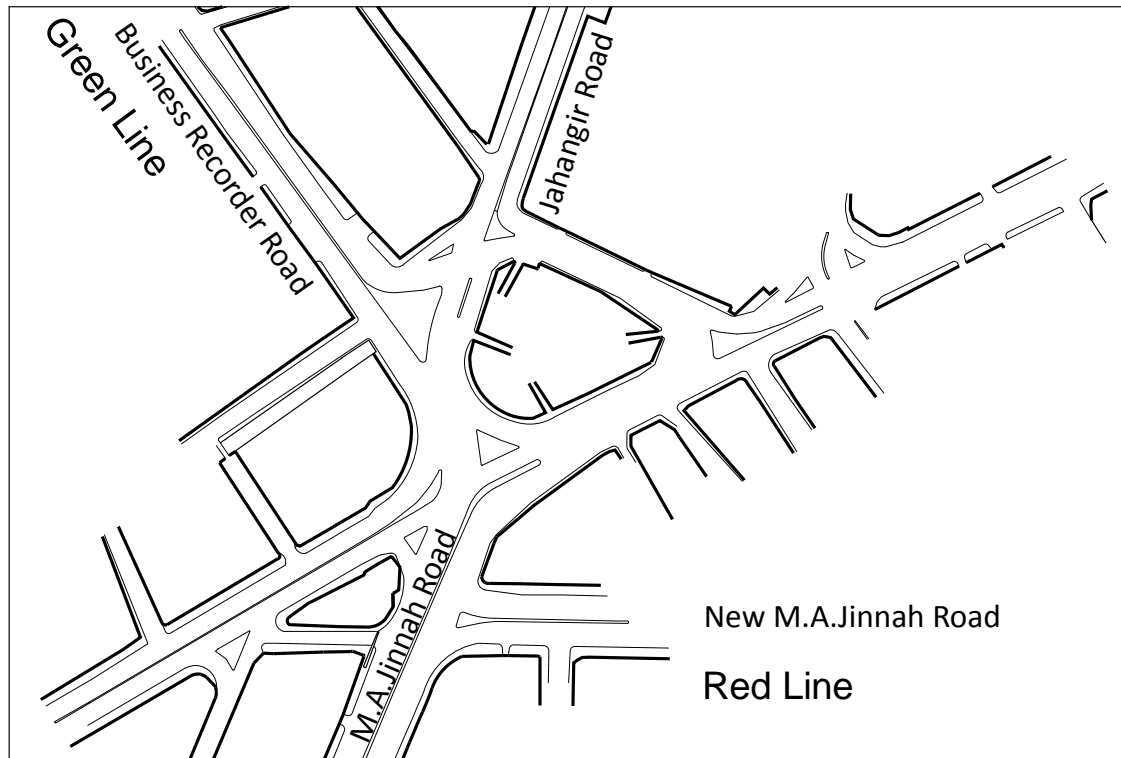 Green Line
Business Recorder Road
Jahangir Road
M.A.Jinnah Road
New M.A.Jinnah Road
Red Line